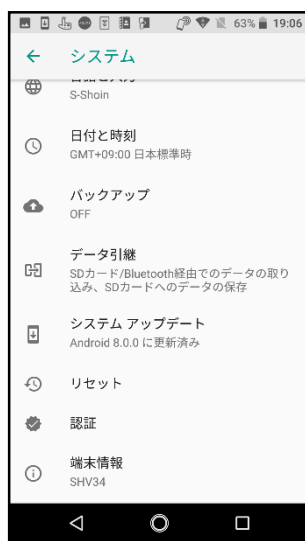 63% 19:06
システム
言語と入力
S-Shoin
日付と時刻
GMT+09:00 日本標準時
バックアップ
OFF
データ引継
SDカード/Bluetooth経由でのデータの取り
込み、SDカードへのデータの保存
システム アップデート
Android 8.0.0 に更新済み
リセット
認証
端末情報
SHV34